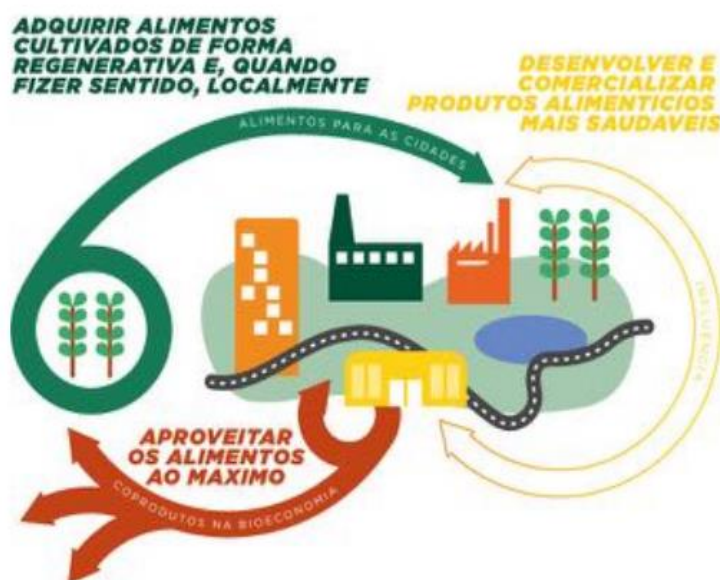 ADQUIRIR ALIMENTOS
CULTIVADOS DE FORMA
REGENERATIVA E, QUANDO
FIZER SENTIDO, LOCALMENTE
DESENVOLVER E
COMERCIALIZAR
PRODUTOS ALIMENTICIOS
MAIS SAUDAVEIS
ALIMENTOS PARA AS CIDADES
INFLUÊNCIA
APROVEITAR
OS ALIMENTOS
AO MAXIMO
COPRODUTOS NA BIOECONOMIA